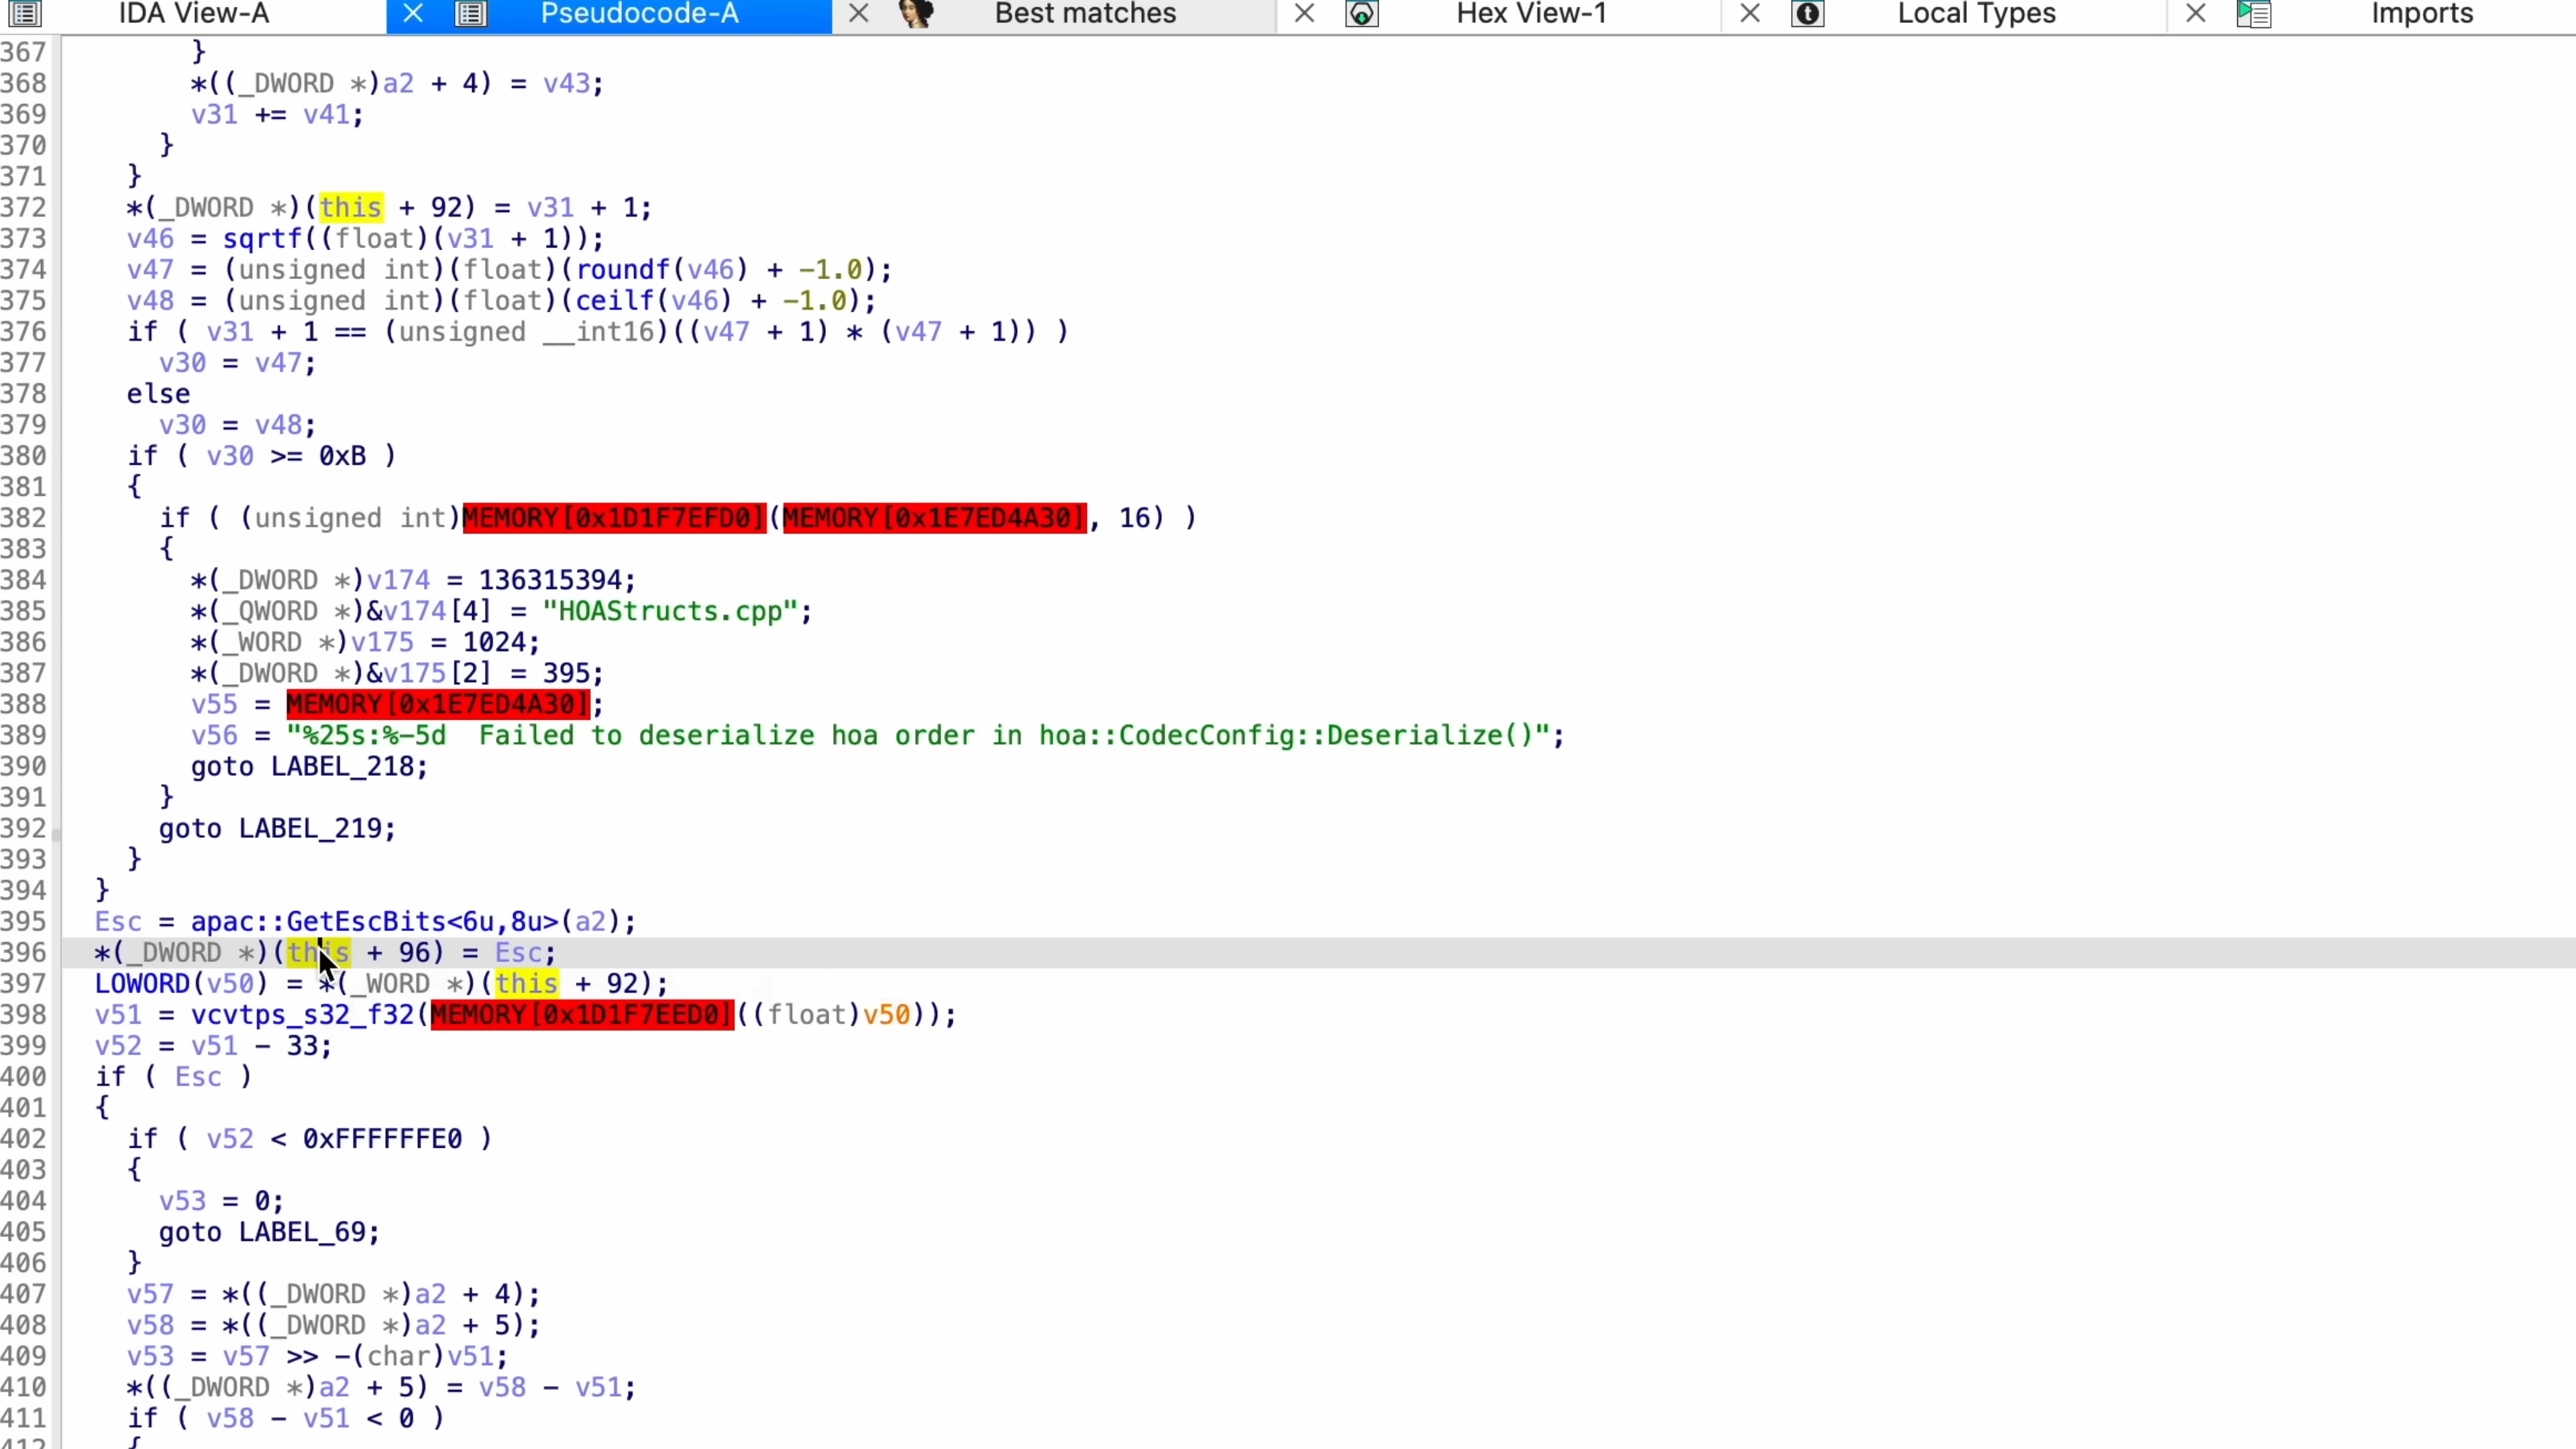 IDA View-A Pseudocode-A Best matches Hex View-1 Local Types Imports
367 }
368 *((_DWORD *)a2 + 4) = v43;
369 v31 += v41;
370 }
371 }
372 *(_DWORD *)(this + 92) = v31 + 1;
373 v46 = sqrtf((float)(v31 + 1));
374 v47 = (unsigned int)(float)(roundf(v46) + -1.0);
375 v48 = (unsigned int)(float)(ceilf(v46) + -1.0);
376 if ( v31 + 1 == (unsigned __int16)((v47 + 1) * (v47 + 1)) )
377 v30 = v47;
378 else
379 v30 = v48;
380 if ( v30 >= 0xB )
381 {
382 if ( (unsigned int)MEMORY[0x1D1F7EFD0](MEMORY[0x1E7ED4A30], 16) )
383 {
384 *(_DWORD *)v174 = 136315394;
385 *(_QWORD *)&v174[4] = "HOAStructs.cpp";
386 *(_WORD *)v175 = 1024;
387 *(_DWORD *)&v175[2] = 395;
388 v55 = MEMORY[0x1E7ED4A30];
389 v56 = "%25s:%-5d  Failed to deserialize hoa order in hoa::CodecConfig::Deserialize()";
390 goto LABEL_218;
391 }
392 goto LABEL_219;
393 }
394 }
395 Esc = apac::GetEscBits<6u,8u>(a2);
396 *(_DWORD *)(this + 96) = Esc;
397 LOWORD(v50) = *(_WORD *)(this + 92);
398 v51 = vcvtps_s32_f32(MEMORY[0x1D1F7EED0]((float)v50));
399 v52 = v51 - 33;
400 if ( Esc )
401 {
402 if ( v52 < 0xFFFFFFE0 )
403 {
404 v53 = 0;
405 goto LABEL_69;
406 }
407 v57 = *((_DWORD *)a2 + 4);
408 v58 = *((_DWORD *)a2 + 5);
409 v53 = v57 >> -(char)v51;
410 *((_DWORD *)a2 + 5) = v58 - v51;
411 if ( v58 - v51 < 0 )
412 {